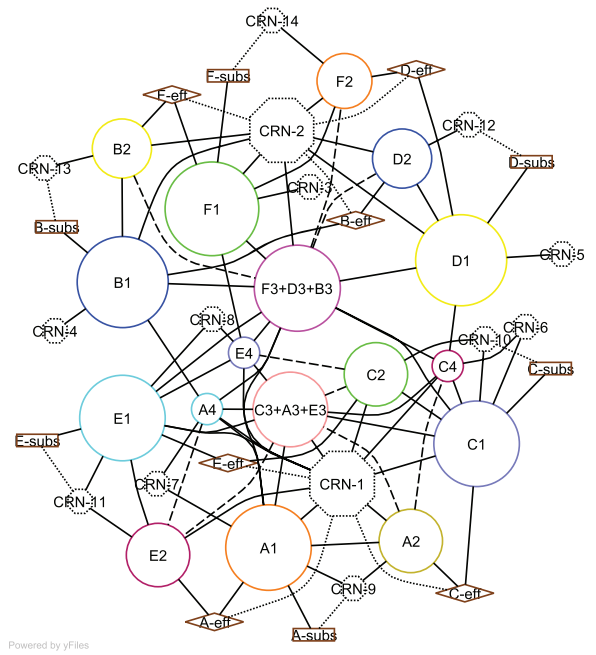 CRN-14
F-subs
F2
D-eff
F-eff
CRN-2
CRN-12
B2
D2
D-subs
CRN-13
CRN-3
F1
B-eff
B-subs
CRN-5
D1
B1
F3+D3+B3
CRN-8
CRN-6
CRN-4
CRN-10
E4
C4
C-subs
C2
A4
C3+A3+E3
E1
E-subs
C1
E-eff
CRN-7
CRN-1
CRN-11
A2
A1
E2
CRN-9
C-eff
A-eff
A-subs
Powered by yFiles